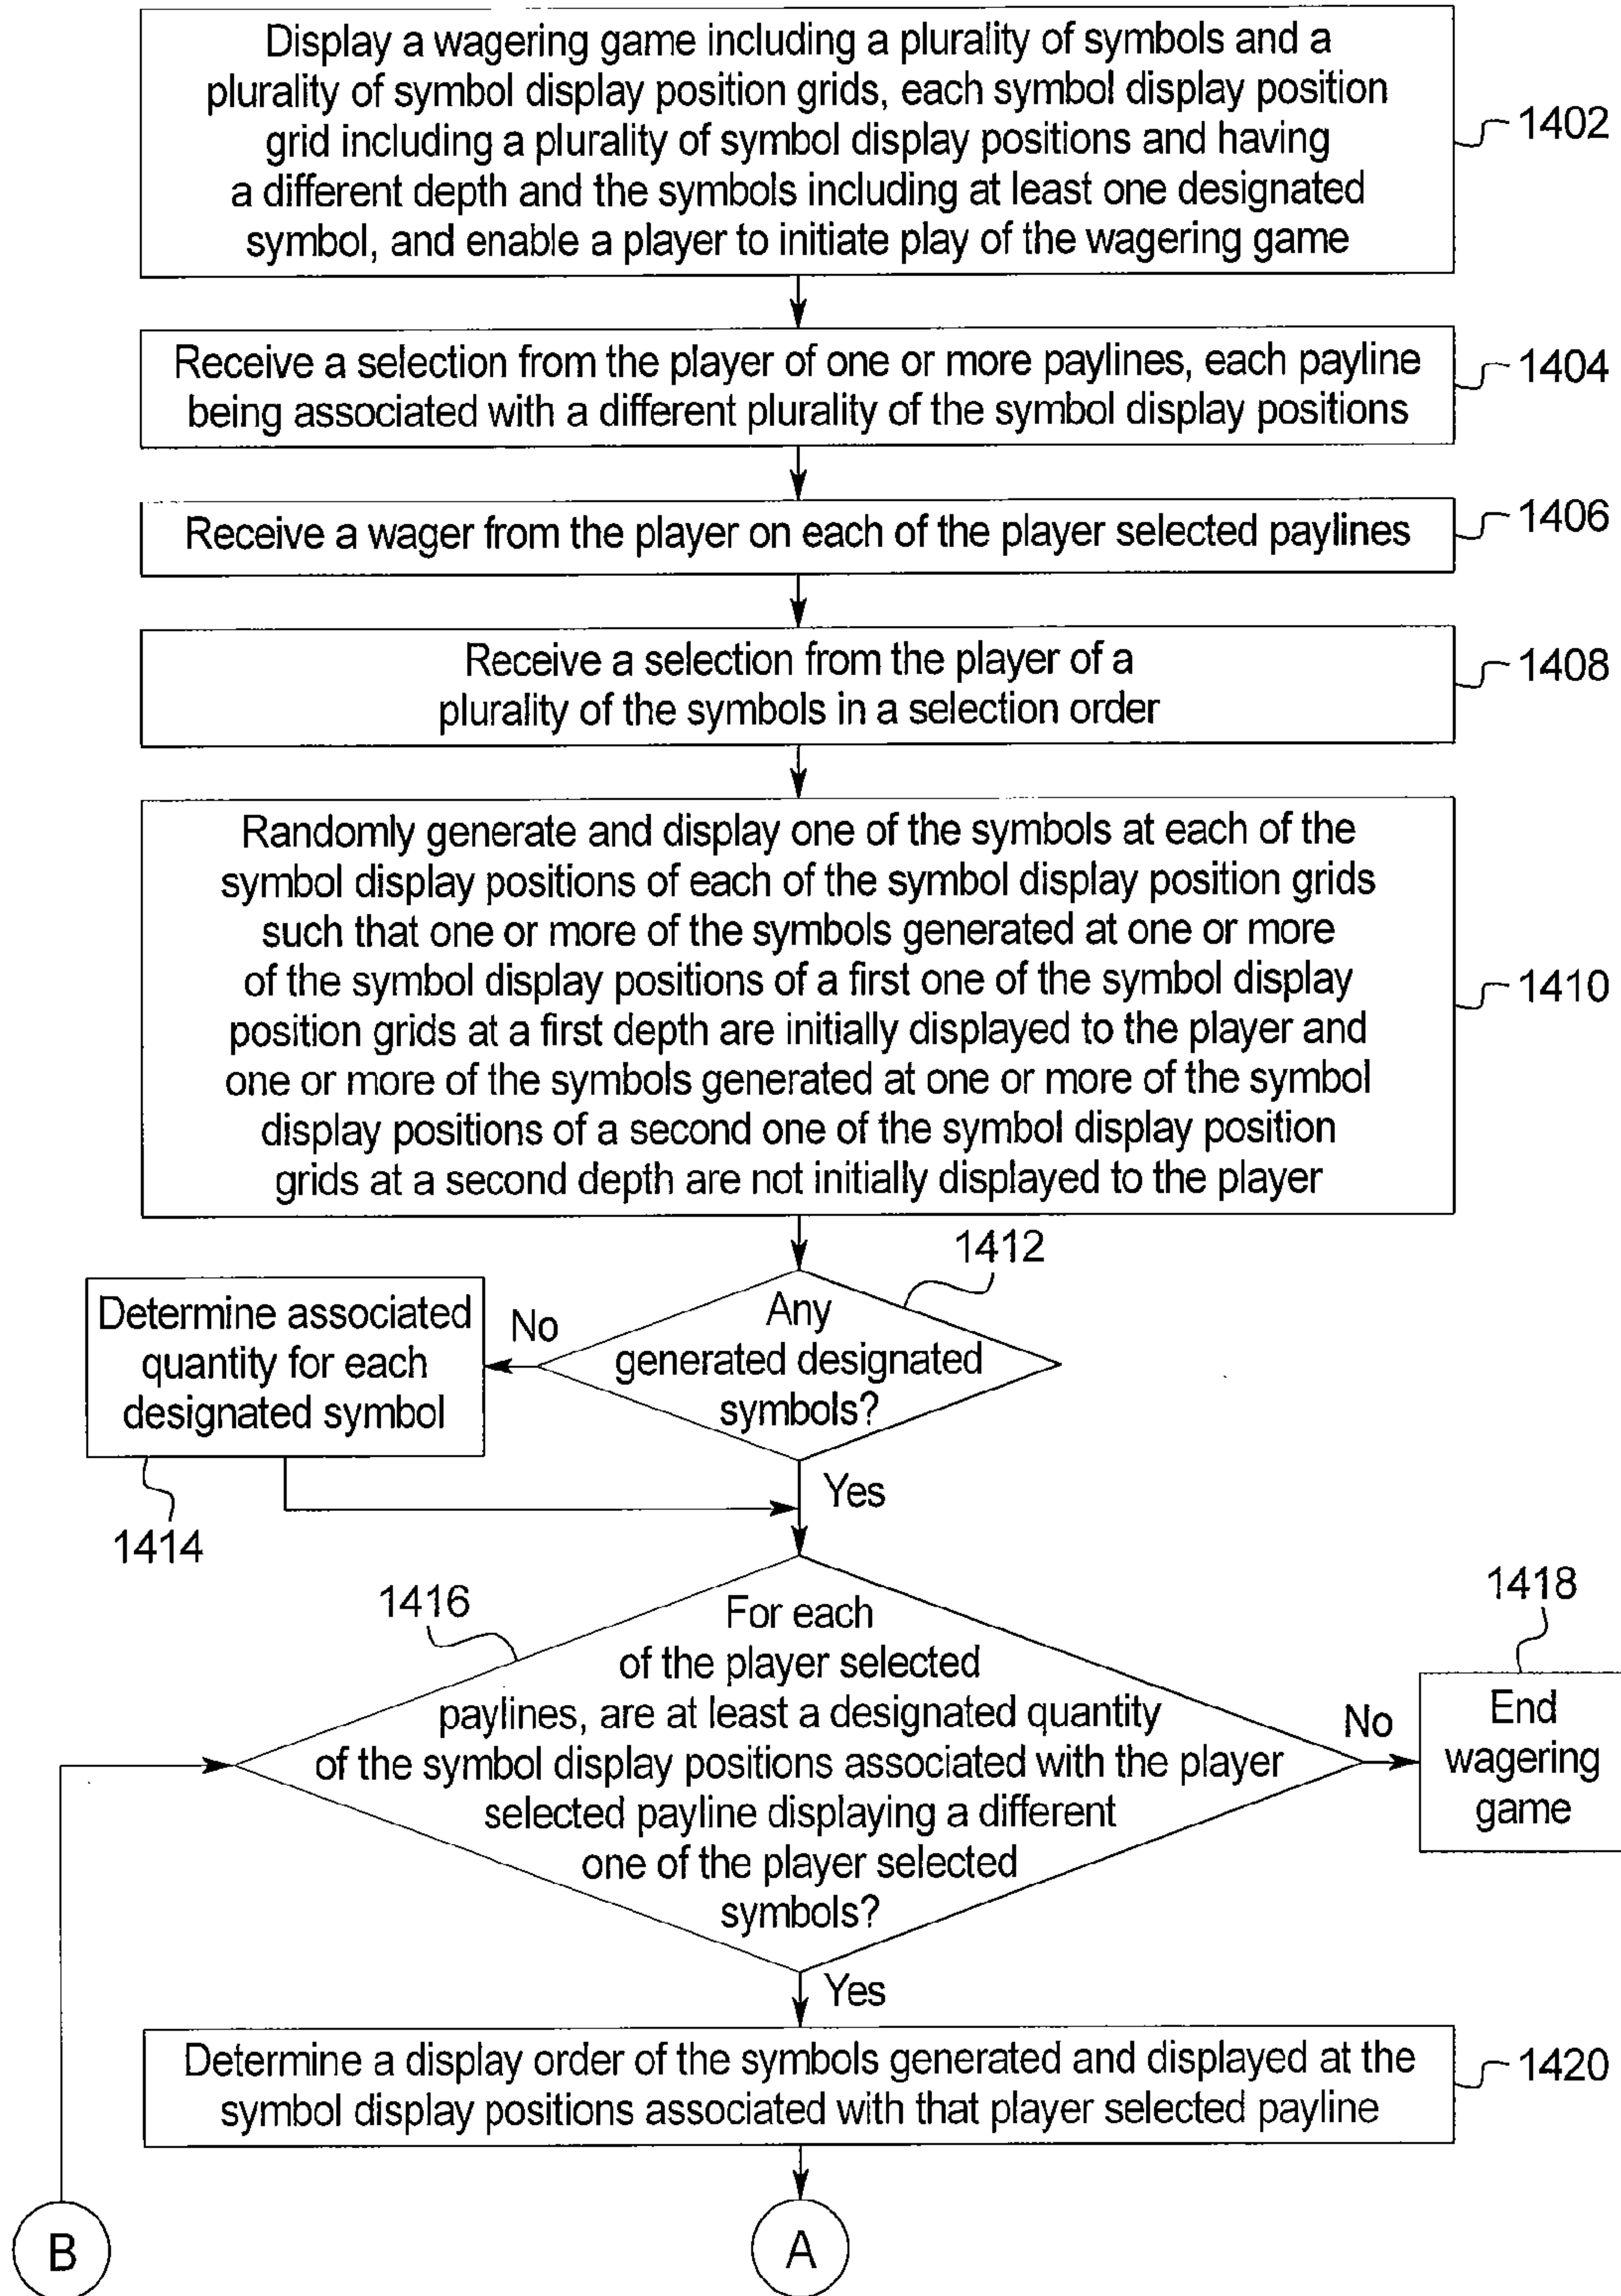 Display a wagering game including a plurality of symbols and a
plurality of symbol display position grids, each symbol display position
grid including a plurality of symbol display positions and having
a different depth and the symbols including at least one designated
symbol, and enable a player to initiate play of the wagering game
1402
Receive a selection from the player of one or more paylines, each payline
being associated with a different plurality of the symbol display positions
1404
Receive a wager from the player on each of the player selected paylines
1406
Receive a selection from the player of a
plurality of the symbols in a selection order
1408
Randomly generate and display one of the symbols at each of the
symbol display positions of each of the symbol display position grids
such that one or more of the symbols generated at one or more
of the symbol display positions of a first one of the symbol display
position grids at a first depth are initially displayed to the player and
one or more of the symbols generated at one or more of the symbol
display positions of a second one of the symbol display position
grids at a second depth are not initially displayed to the player
1410
1412
Any
generated designated
symbols?
No
Determine associated
quantity for each
designated symbol
1414
Yes
1416
For each
of the player selected
paylines, are at least a designated quantity
of the symbol display positions associated with the player
selected payline displaying a different
one of the player selected
symbols?
No
1418
End
wagering
game
Yes
Determine a display order of the symbols generated and displayed at the
symbol display positions associated with that player selected payline
1420
B
A